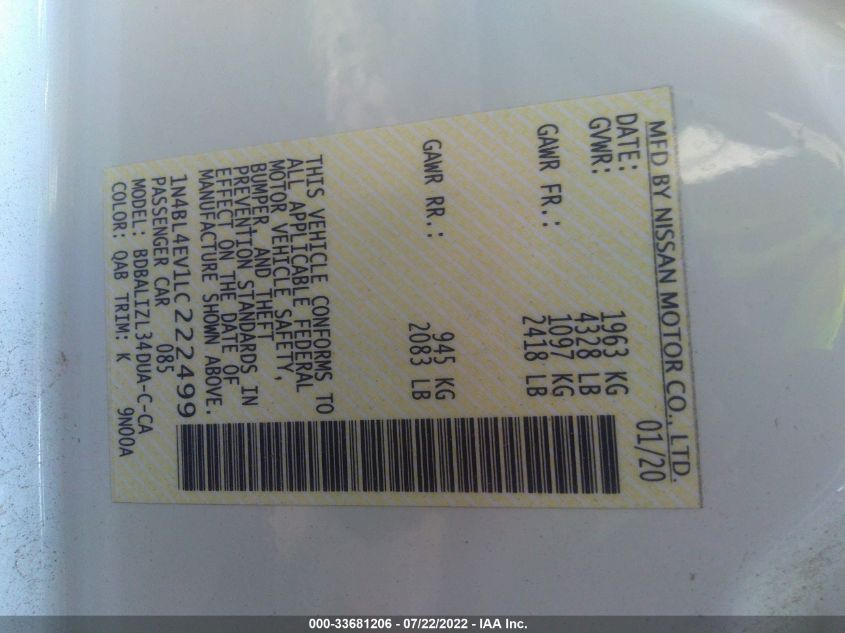 MFD BY NISSAN MOTOR CO., LTD.
DATE: 01/20
GVWR: 1963 KG
4328 LB
GAWR FR.: 1097 KG
2418 LB
GAWR RR.: 945 KG
2083 LB
THIS VEHICLE CONFORMS TO
ALL APPLICABLE FEDERAL
MOTOR VEHICLE SAFETY,
BUMPER, AND THEFT
PREVENTION STANDARDS IN
EFFECT ON THE DATE OF
MANUFACTURE SHOWN ABOVE.
1N4BL4EV1LC222499
PASSENGER CAR 085
MODEL: BDBALIZL34DUA-C-CA
COLOR: QAB TRIM: K 9N00A
000-33681206 - 07/22/2022 - IAA Inc.